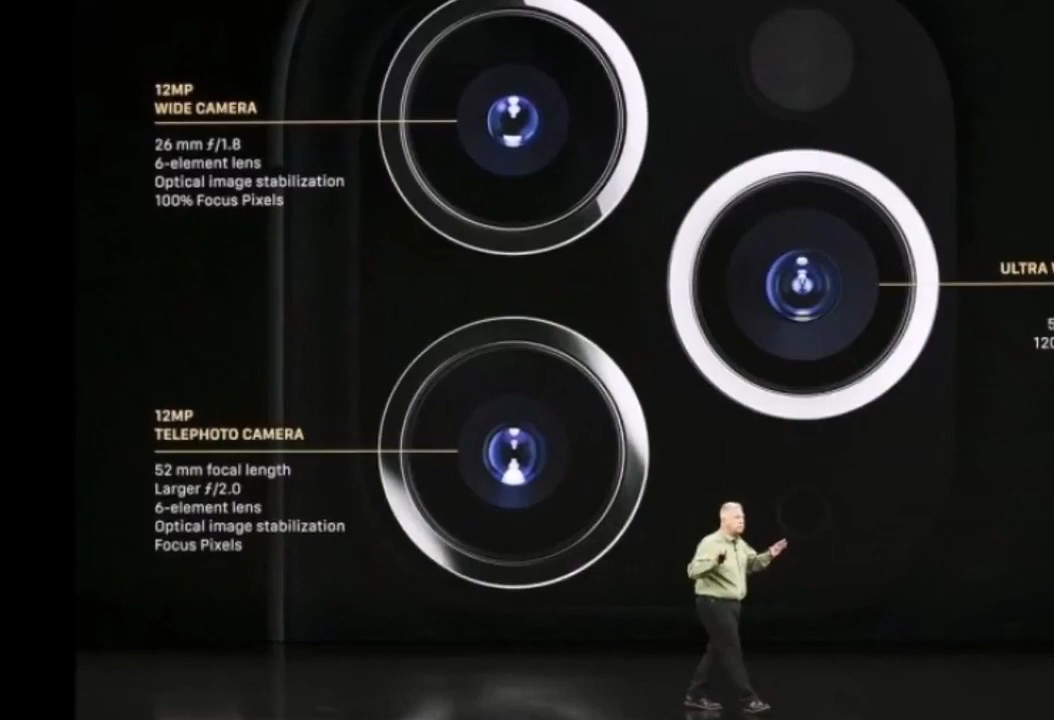 12MP
WIDE CAMERA
26 mm ƒ/1.8
6-element lens
Optical image stabilization
100% Focus Pixels
ULTRA
12MP
TELEPHOTO CAMERA
52 mm focal length
Larger ƒ/2.0
6-element lens
Optical image stabilization
Focus Pixels